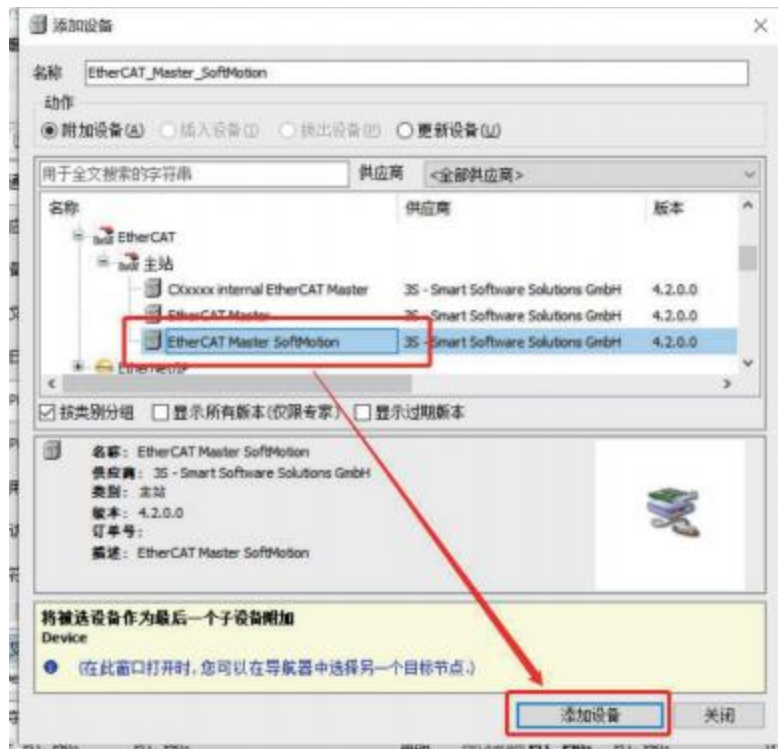 添加设备
名称 EtherCAT_Master_SoftMotion
动作
附加设备(A) 插入设备(I) 拔出设备(P) 更新设备(U)
用于全文搜索的字符串 供应商 <全部供应商>
名称 供应商 版本
EtherCAT
主站
CXxxxx internal EtherCAT Master 3S - Smart Software Solutions GmbH 4.2.0.0
EtherCAT Master 3S - Smart Software Solutions GmbH 4.2.0.0
EtherCAT Master SoftMotion 3S - Smart Software Solutions GmbH 4.2.0.0
EtherNet/IP
按类别分组 显示所有版本(仅限专家) 显示过期版本
名称: EtherCAT Master SoftMotion
供应商: 3S - Smart Software Solutions GmbH
类别: 主站
版本: 4.2.0.0
订单号:
描述: EtherCAT Master SoftMotion
将被选设备作为最后一个子设备附加
Device
(在此窗口打开时,您可以在导航器中选择另一个目标节点.)
添加设备 关闭